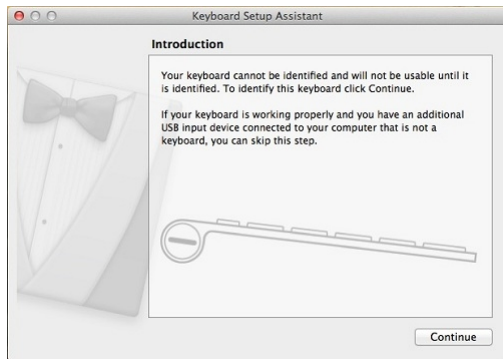 Keyboard Setup Assistant
Introduction
Your keyboard cannot be identified and will not be usable until it
is identified. To identify this keyboard click Continue.
If your keyboard is working properly and you have an additional
USB input device connected to your computer that is not a
keyboard, you can skip this step.
Continue